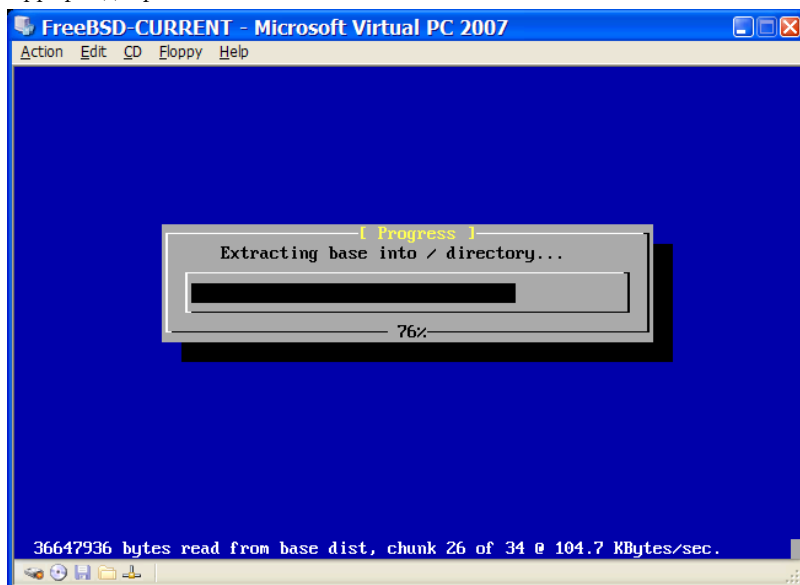 FreeBSD-CURRENT - Microsoft Virtual PC 2007
Action Edit CD Floppy Help
[ Progress ]
Extracting base into / directory...
76%
36647936 bytes read from base dist, chunk 26 of 34 @ 104.7 KBytes/sec.